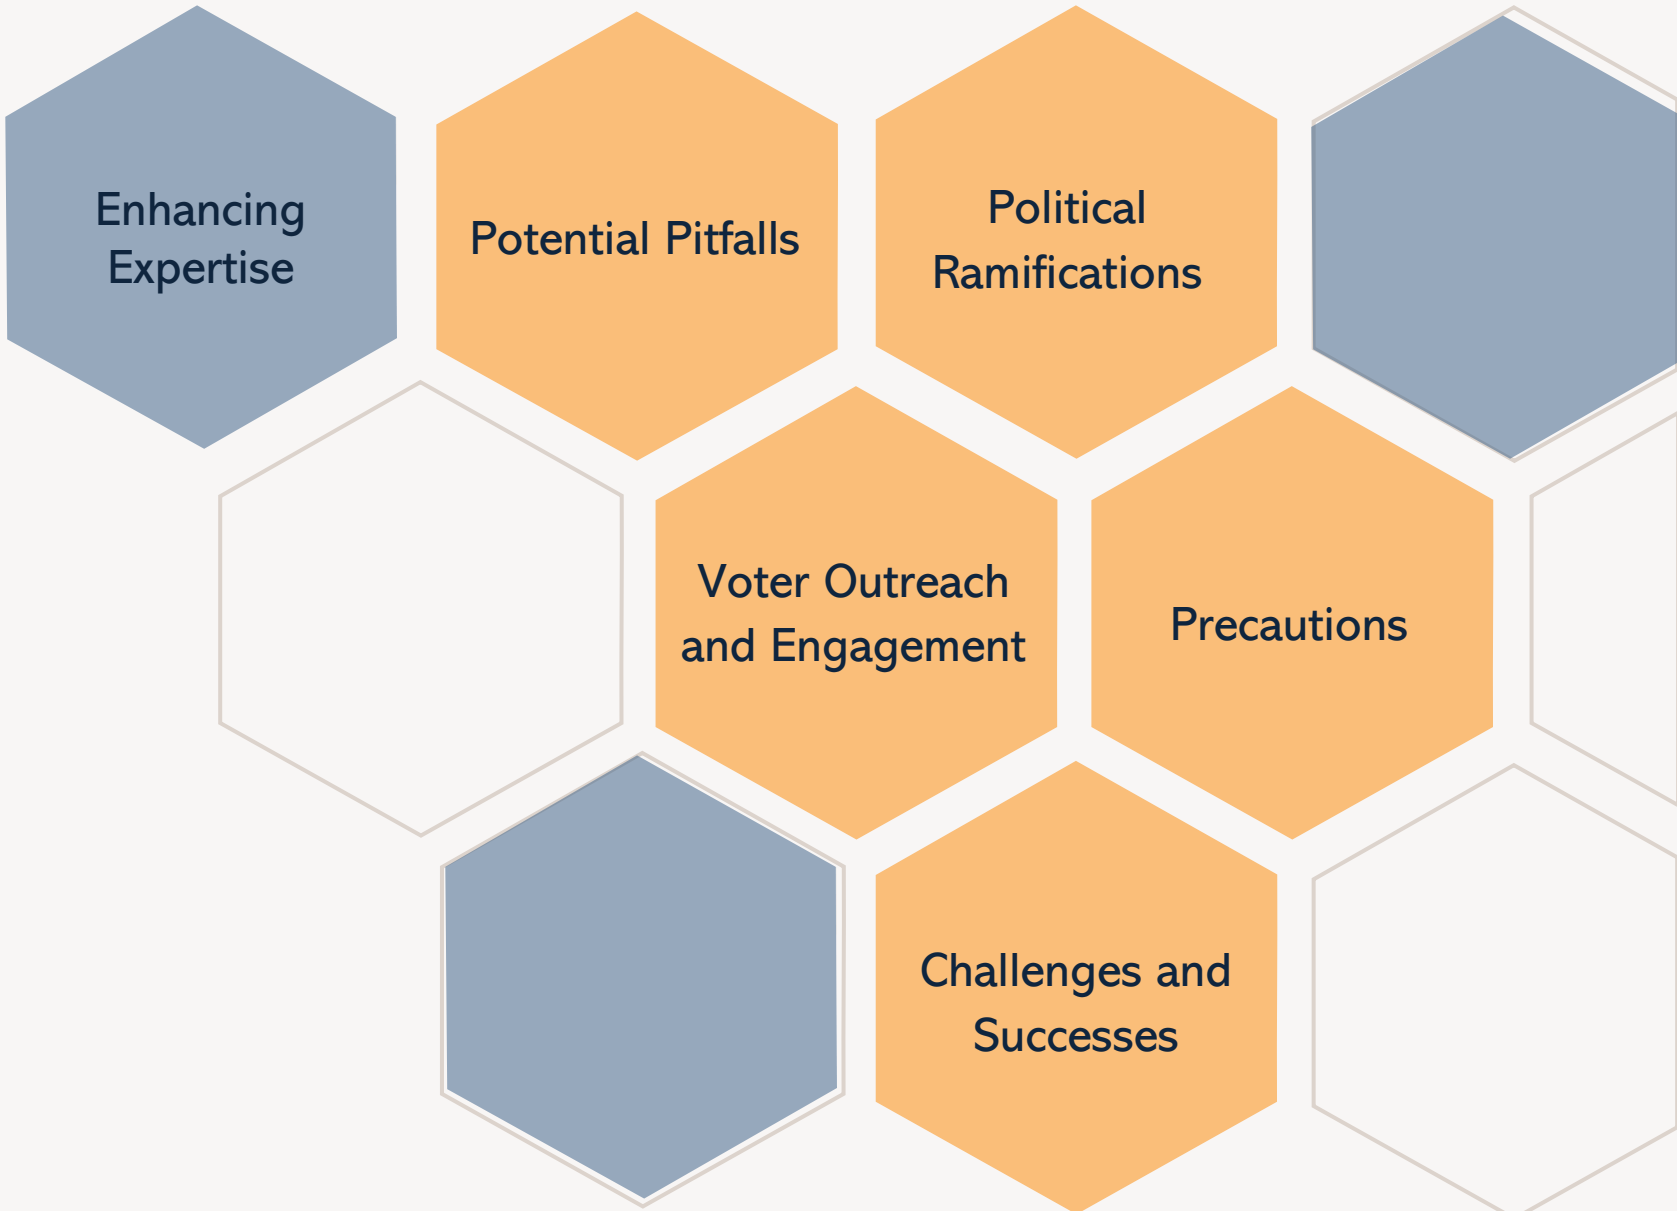 Enhancing
Expertise
Potential Pitfalls
Political
Ramifications
Voter Outreach
and Engagement
Precautions
Challenges and
Successes